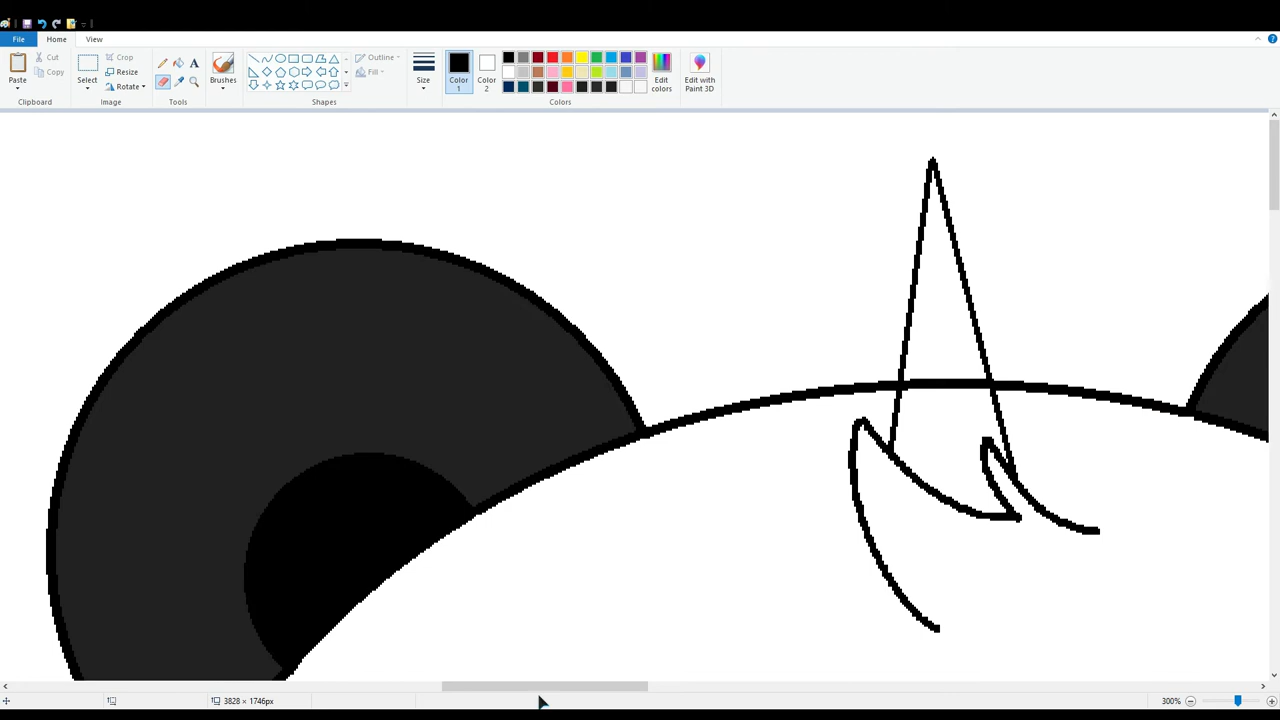 File Home View
Cut
Copy
Paste
Clipboard
Crop
Resize
Rotate
Select
Image
A
Tools
Brushes
Outline
Fill
Shapes
Size
Color 1
Color 2
Edit colors
Colors
Edit with Paint 3D
3828 × 1746px
300%